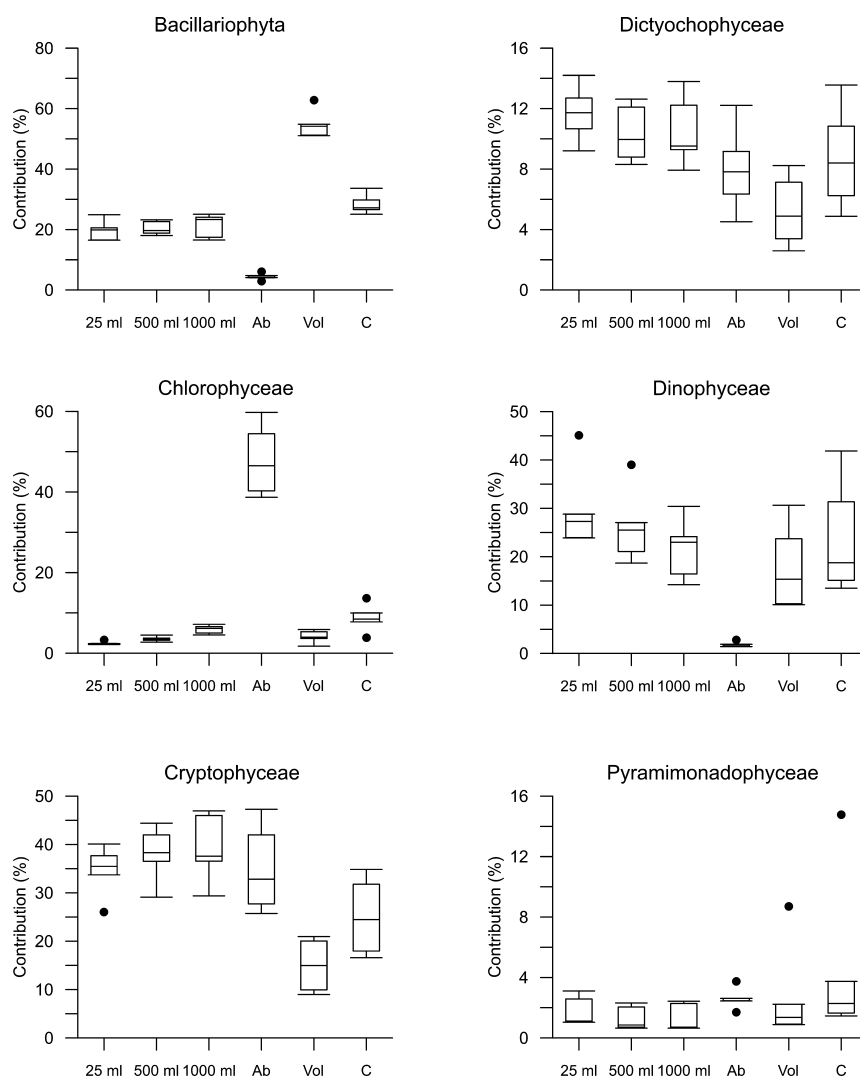 Bacillariophyta
Contribution (%)
80
60
40
20
0
25 ml 500 ml 1000 ml Ab Vol C
Dictyochophyceae
Contribution (%)
16
12
8
4
0
25 ml 500 ml 1000 ml Ab Vol C
Chlorophyceae
Contribution (%)
60
40
20
0
25 ml 500 ml 1000 ml Ab Vol C
Dinophyceae
Contribution (%)
50
40
30
20
10
0
25 ml 500 ml 1000 ml Ab Vol C
Cryptophyceae
Contribution (%)
50
40
30
20
10
0
25 ml 500 ml 1000 ml Ab Vol C
Pyramimonadophyceae
Contribution (%)
16
12
8
4
0
25 ml 500 ml 1000 ml Ab Vol C